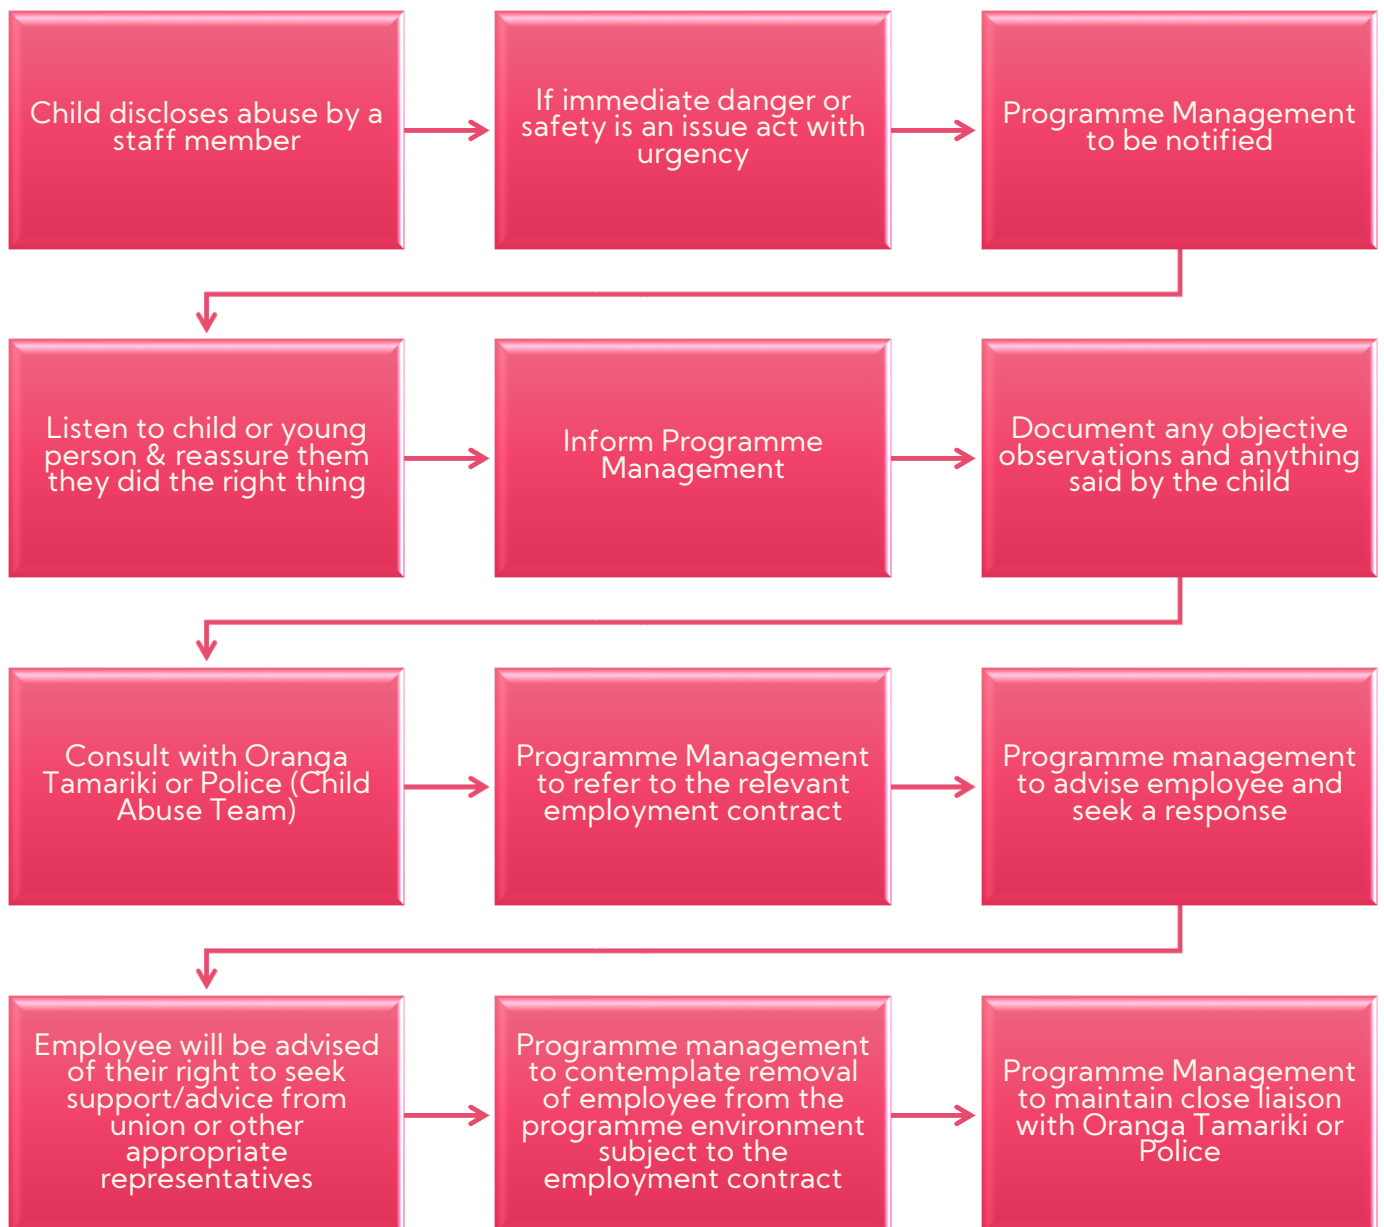 Child discloses abuse by a
staff member
If immediate danger or
safety is an issue act with
urgency
Programme Management
to be notified
Listen to child or young
person & reassure them
they did the right thing
Inform Programme
Management
Document any objective
observations and anything
said by the child
Consult with Oranga
Tamariki or Police (Child
Abuse Team)
Programme Management
to refer to the relevant
employment contract
Programme management
to advise employee and
seek a response
Employee will be advised
of their right to seek
support/advice from
union or other
appropriate
representatives
Programme management
to contemplate removal
of employee from the
programme environment
subject to the
employment contract
Programme Management
to maintain close liaison
with Oranga Tamariki or
Police